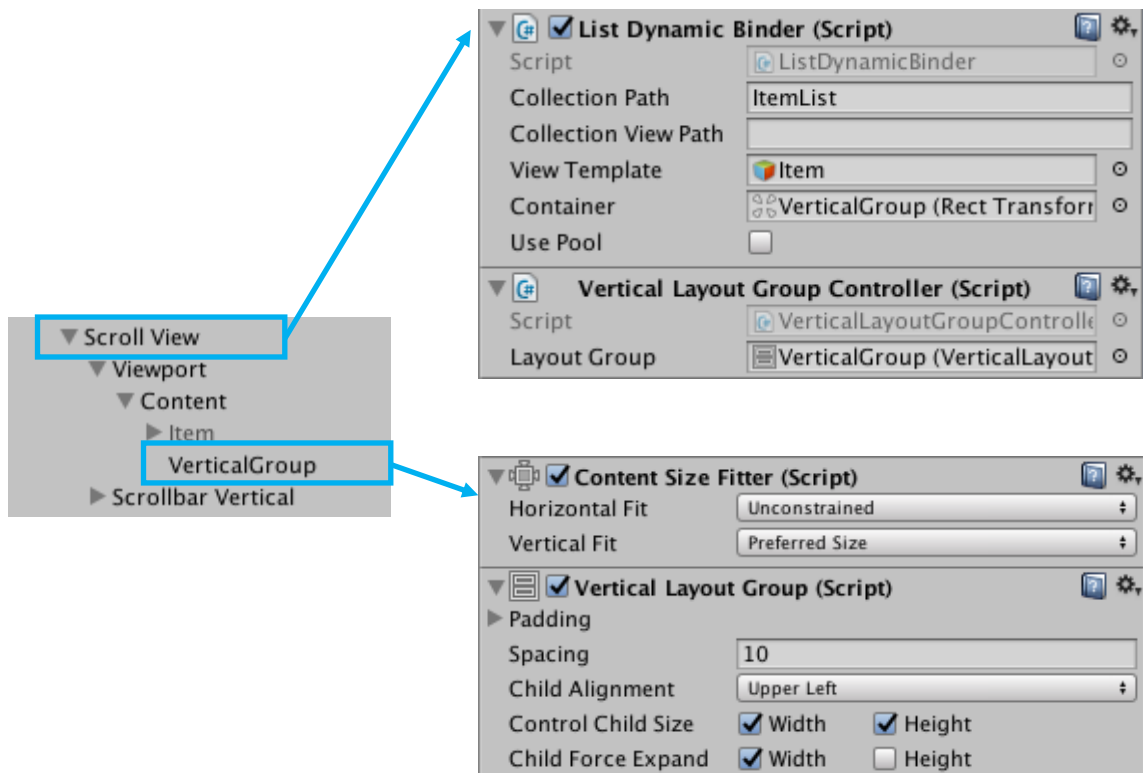 List Dynamic Binder (Script)
Script ListDynamicBinder
Collection Path ItemList
Collection View Path
View Template Item
Container VerticalGroup (Rect Transform
Use Pool
Vertical Layout Group Controller (Script)
Script VerticalLayoutGroupControlle
Layout Group VerticalGroup (VerticalLayout
Scroll View
Viewport
Content
Item
VerticalGroup
Scrollbar Vertical
Content Size Fitter (Script)
Horizontal Fit Unconstrained
Vertical Fit Preferred Size
Vertical Layout Group (Script)
Padding
Spacing 10
Child Alignment Upper Left
Control Child Size Width Height
Child Force Expand Width Height